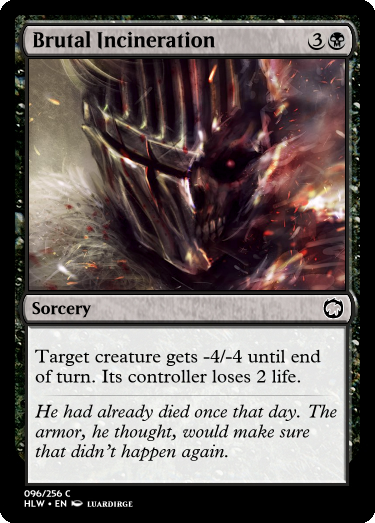 Brutal Incineration 3
Sorcery
Target creature gets -4/-4 until end
of turn. Its controller loses 2 life.
He had already died once that day. The
armor, he thought, would make sure
that didn't happen again.
096/256 C
HLW • EN LUARDIRGE